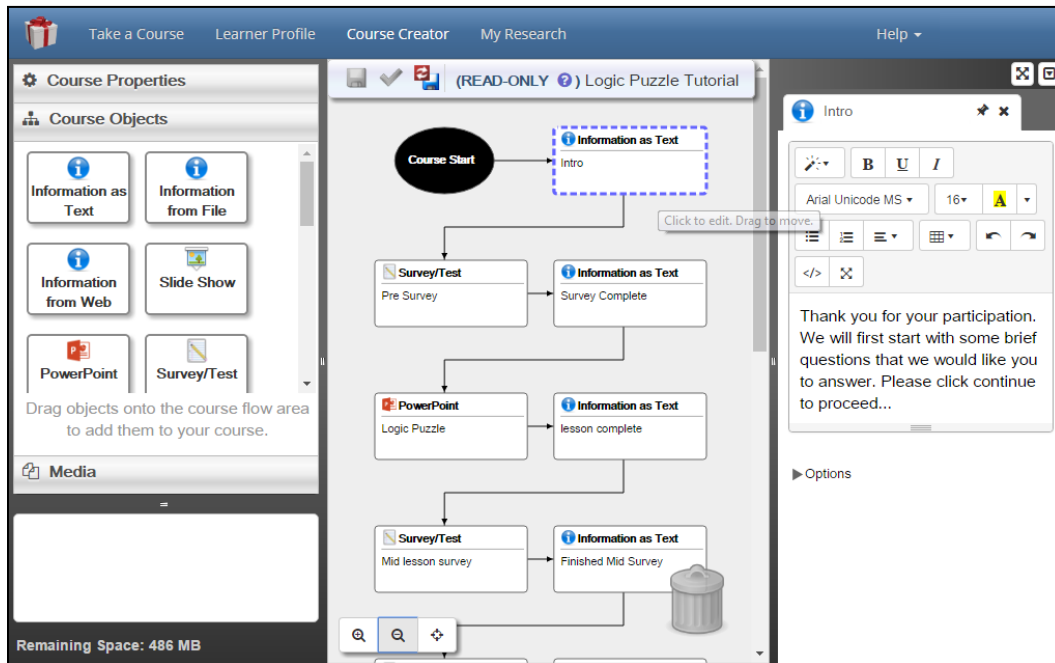 Take a Course Learner Profile Course Creator My Research Help
Course Properties
Course Objects
Information as
Text
Information
from File
Information
from Web
Slide Show
PowerPoint
Survey/Test
Drag objects onto the course flow area
to add them to your course.
Media
Remaining Space: 486 MB
(READ-ONLY ?) Logic Puzzle Tutorial
Course Start
Information as Text
Intro
Click to edit. Drag to move.
Survey/Test
Pre Survey
Information as Text
Survey Complete
PowerPoint
Logic Puzzle
Information as Text
lesson complete
Survey/Test
Mid lesson survey
Information as Text
Finished Mid Survey
Intro
B U I
Arial Unicode MS 16 A
</>
Thank you for your participation.
We will first start with some brief
questions that we would like you
to answer. Please click continue
to proceed...
Options